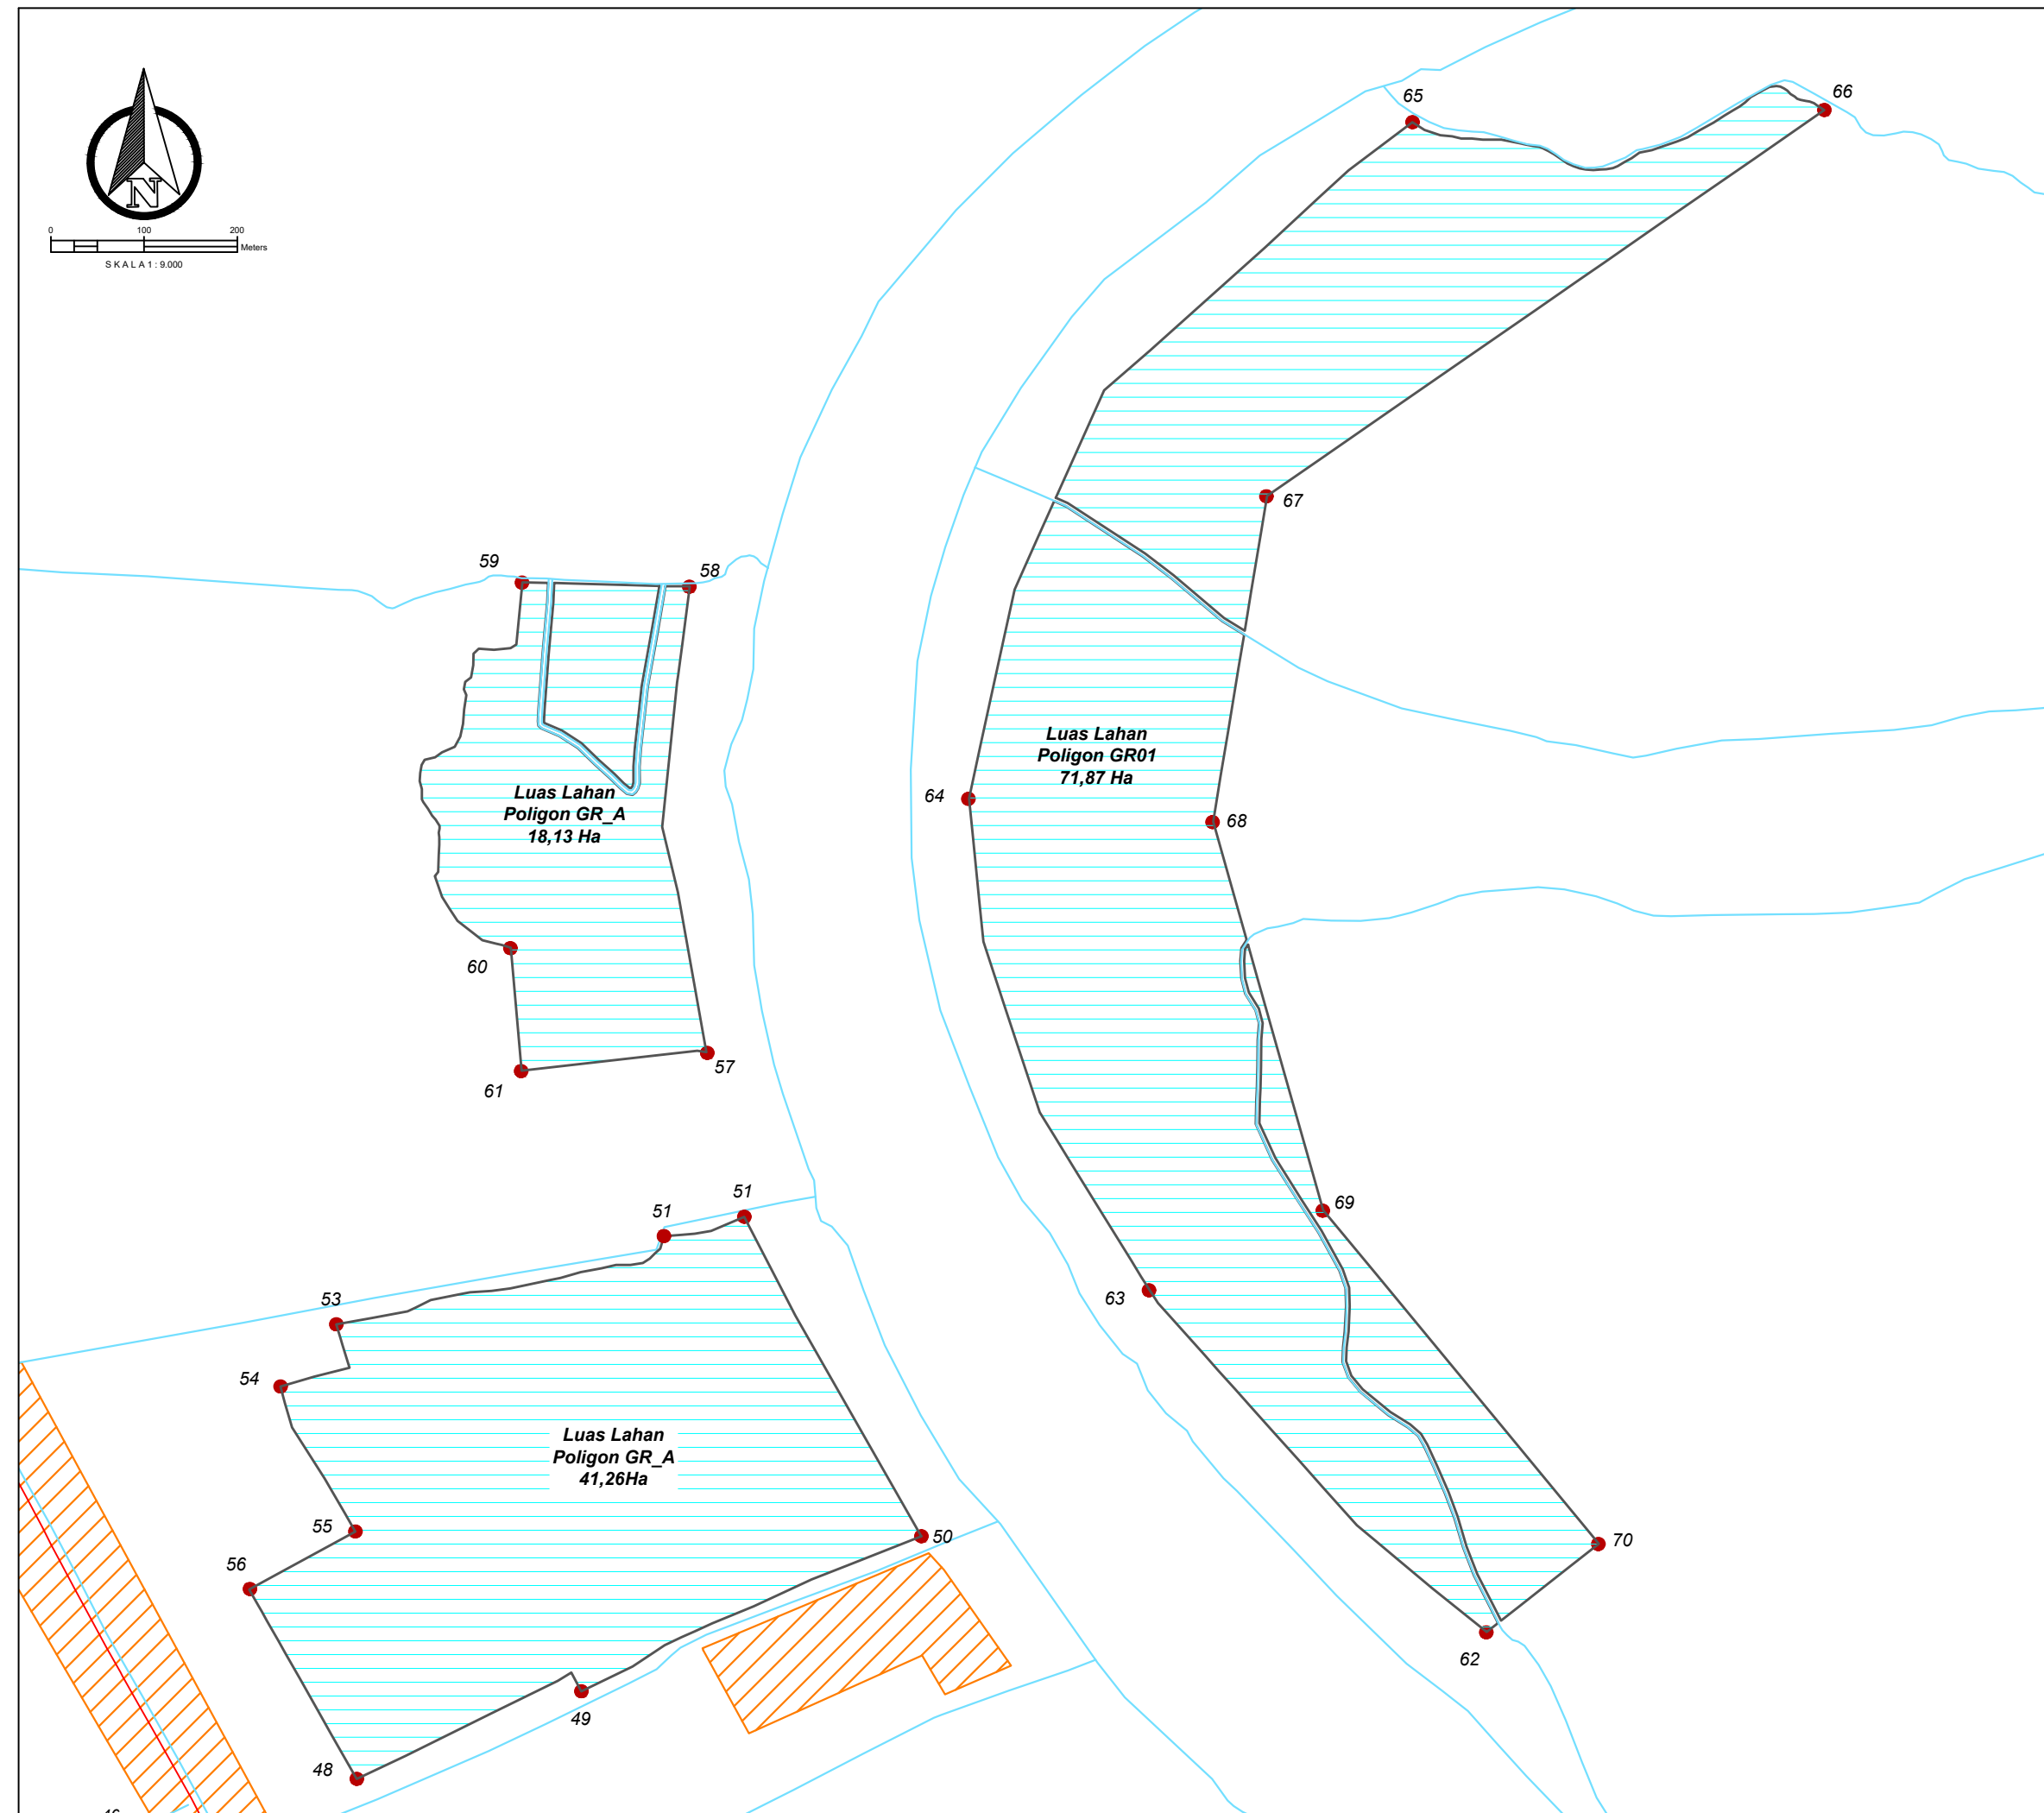 N
0 100 200
Meters
S K A L A 1 : 9.000
65
66
67
59
58
Luas Lahan
Poligon GR01
71,87 Ha
64
68
Luas Lahan
Poligon GR_A
18,13 Ha
60
57
61
51
51
69
63
53
54
Luas Lahan
Poligon GR_A
41,26Ha
55
50
70
56
62
49
48
46